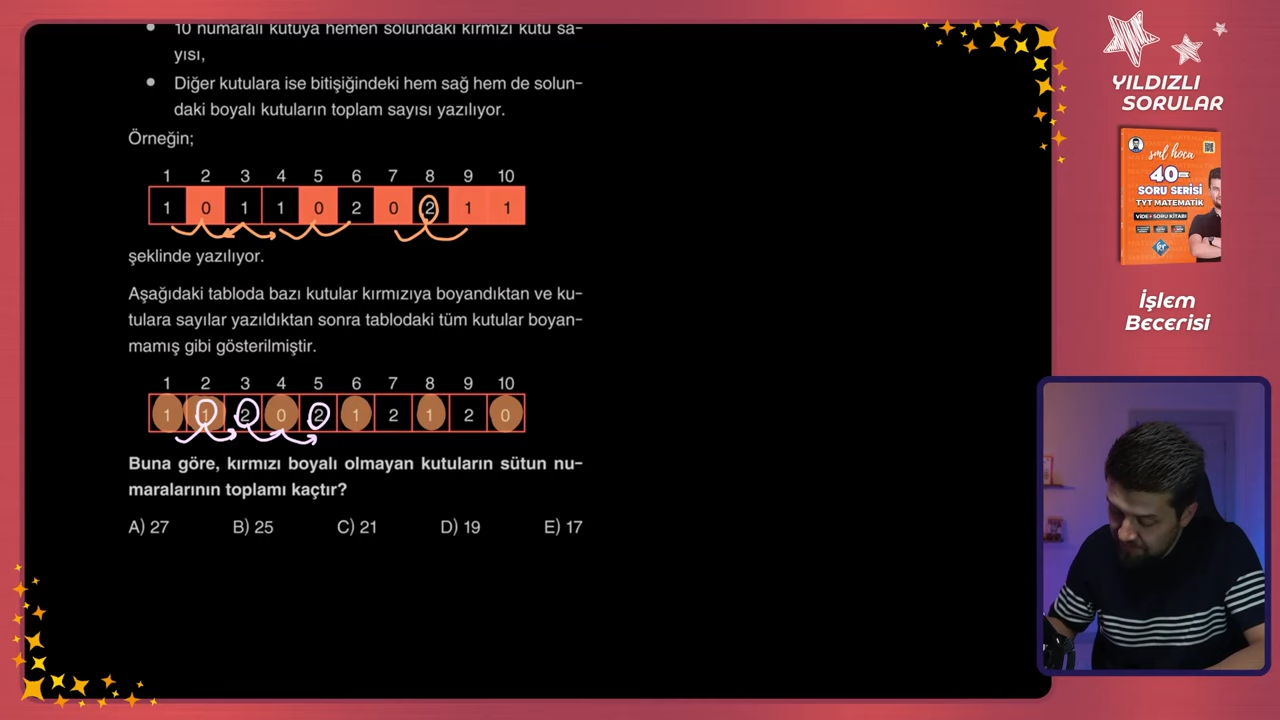 10 numaralı kutuya hemen solundaki kırmızı kutu sa-
yısı,
Diğer kutulara ise bitişiğindeki hem sağ hem de solun-
daki boyalı kutuların toplam sayısı yazılıyor.
Örneğin;
1 2 3 4 5 6 7 8 9 10
1 0 1 1 0 2 0 2 1 1
şeklinde yazılıyor.
Aşağıdaki tabloda bazı kutular kırmızıya boyandıktan ve ku-
tulara sayılar yazıldıktan sonra tablodaki tüm kutular boyan-
mamış gibi gösterilmiştir.
1 2 3 4 5 6 7 8 9 10
1 1 2 0 2 1 2 1 2 0
Buna göre, kırmızı boyalı olmayan kutuların sütun nu-
maralarının toplamı kaçtır?
A) 27 B) 25 C) 21 D) 19 E) 17
YILDIZLI
SORULAR
sml hoca
40
SORU SERİSİ
TYT MATEMATİK
İşlem
Becerisi